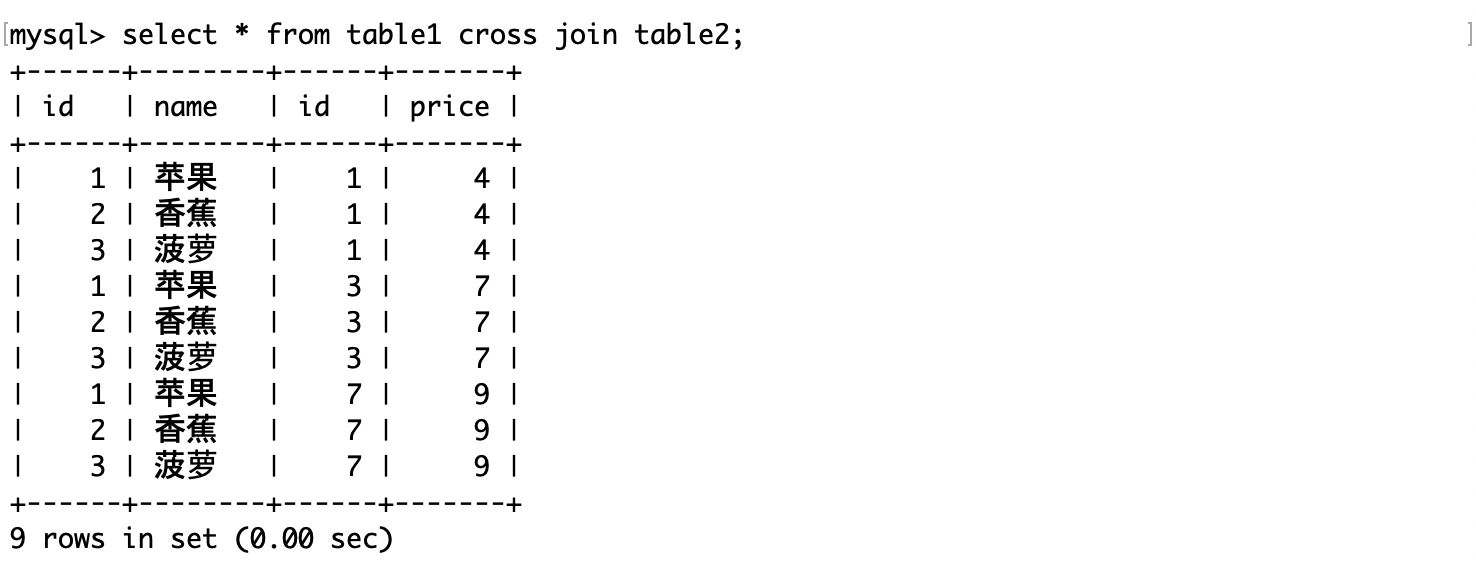 [mysql> select * from table1 cross join table2; ]
+------+--------+------+-------+
| id   | name   | id   | price |
+------+--------+------+-------+
|    1 | 苹果   |    1 |     4 |
|    2 | 香蕉   |    1 |     4 |
|    3 | 菠萝   |    1 |     4 |
|    1 | 苹果   |    3 |     7 |
|    2 | 香蕉   |    3 |     7 |
|    3 | 菠萝   |    3 |     7 |
|    1 | 苹果   |    7 |     9 |
|    2 | 香蕉   |    7 |     9 |
|    3 | 菠萝   |    7 |     9 |
+------+--------+------+-------+
9 rows in set (0.00 sec)